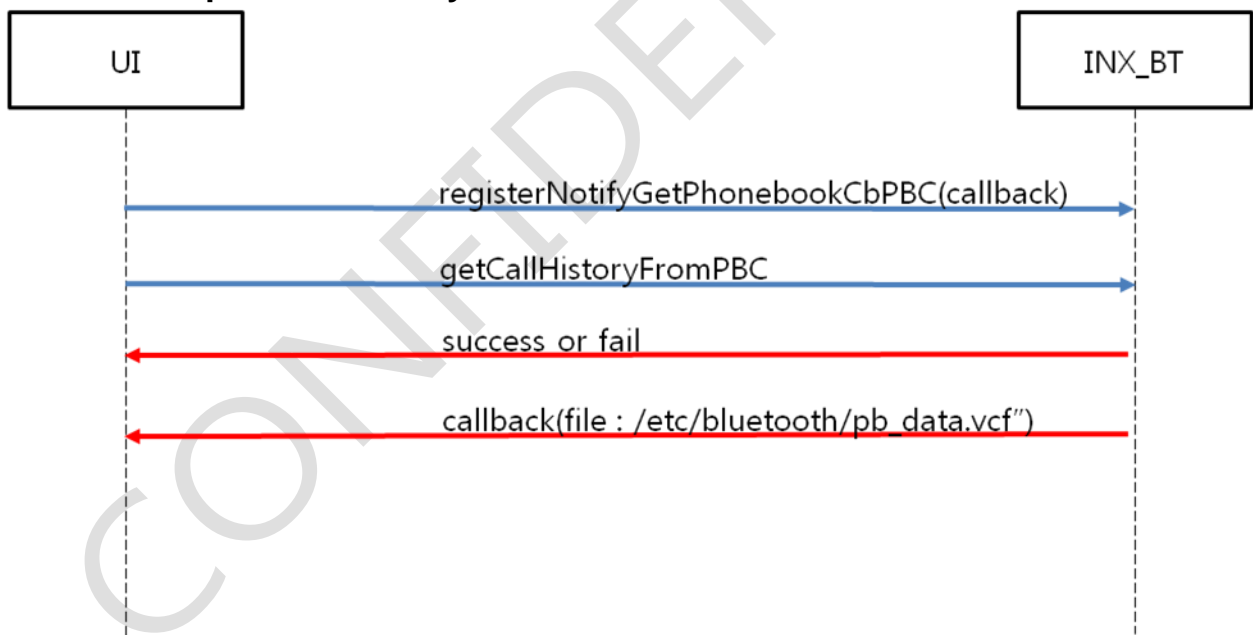 UI
INX_BT
registerNotifyGetPhonebookCbPBC(callback)
getCallHistoryFromPBC
success or fail
callback(file : /etc/bluetooth/pb_data.vcf”)
CONFIDE